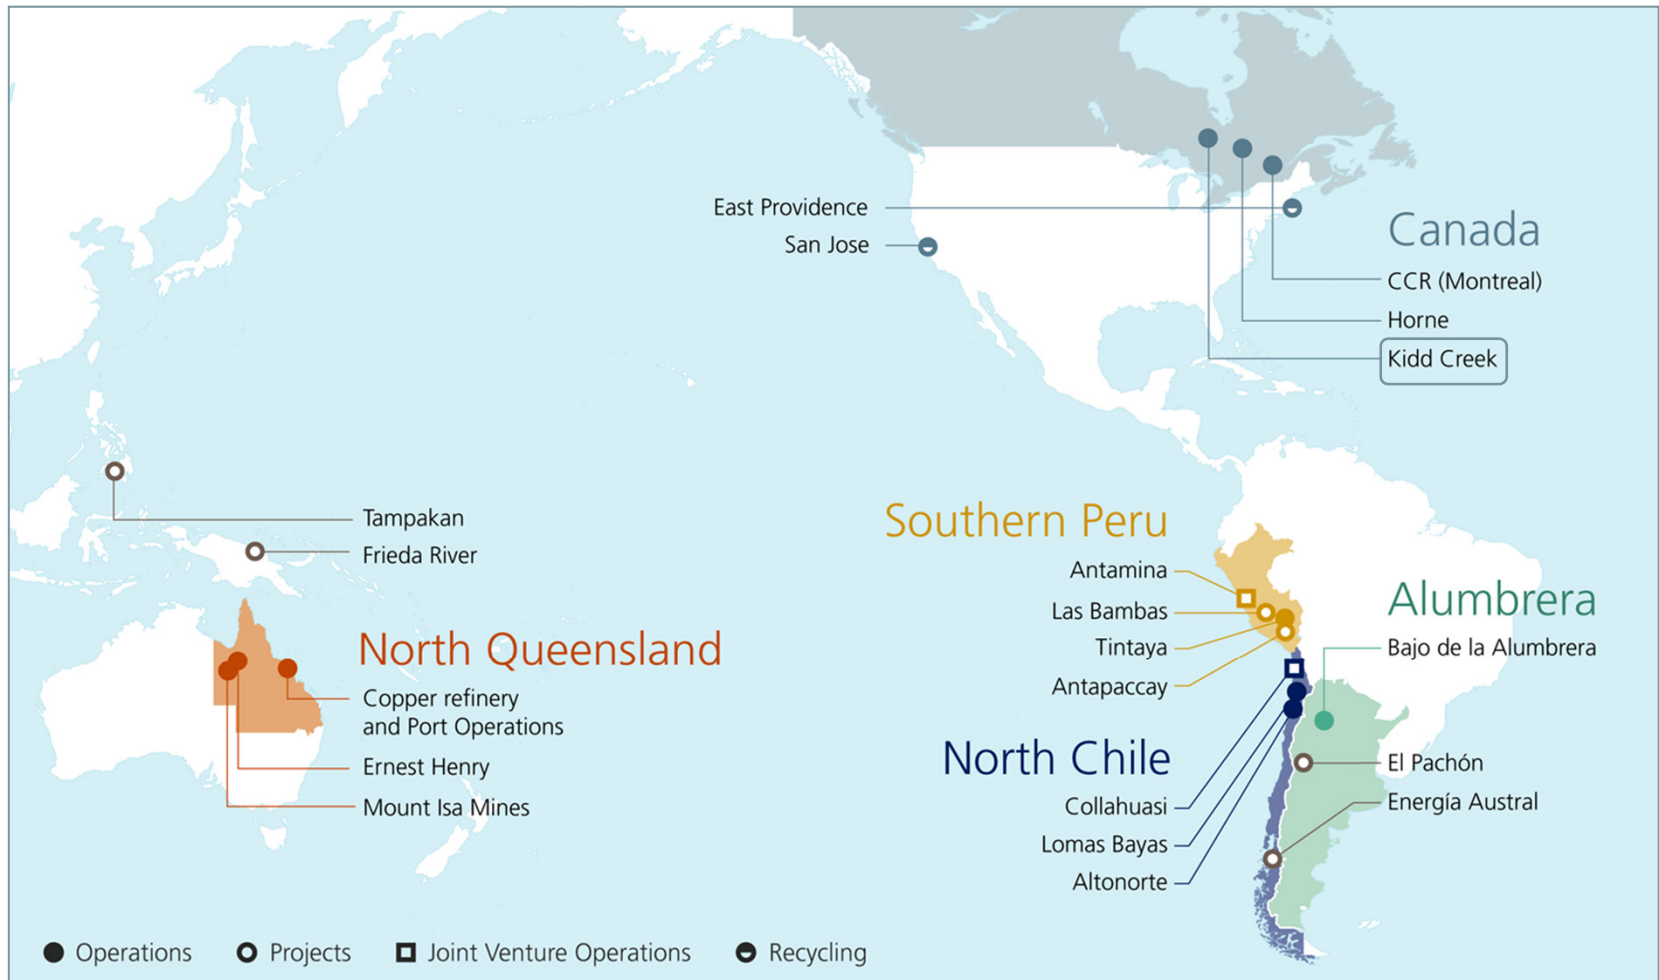 East Providence
San Jose
Canada
CCR (Montreal)
Horne
Kidd Creek
Tampakan
Frieda River
North Queensland
Copper refinery
and Port Operations
Ernest Henry
Mount Isa Mines
Southern Peru
Antamina
Las Bambas
Tintaya
Antapaccay
Alumbrera
Bajo de la Alumbrera
North Chile
Collahuasi
Lomas Bayas
Altonorte
El Pachón
Energía Austral
Operations Projects Joint Venture Operations Recycling